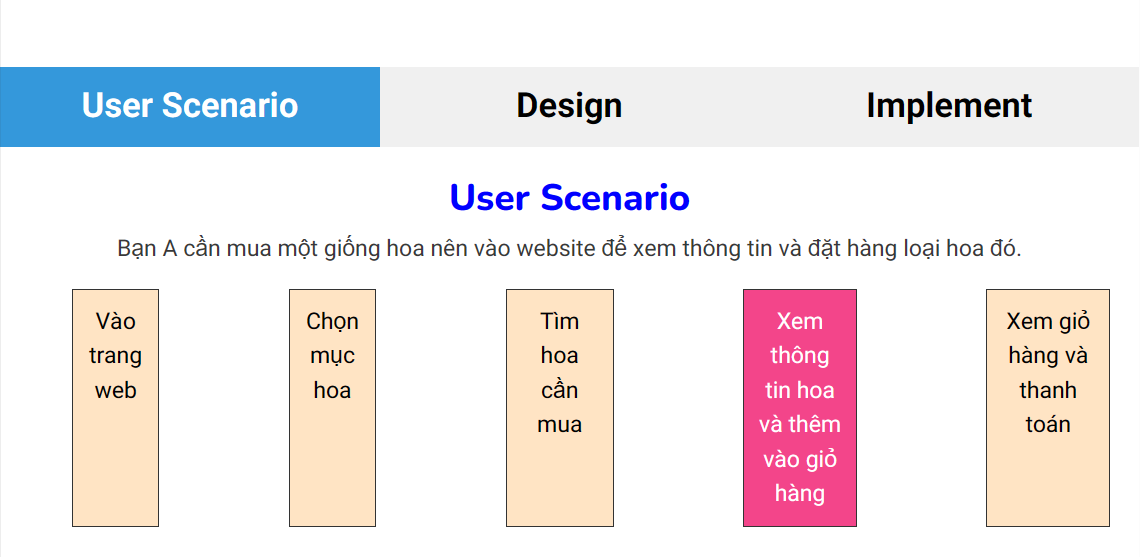 User Scenario
Design
Implement
User Scenario
Bạn A cần mua một giống hoa nên vào website để xem thông tin và đặt hàng loại hoa đó.
Vào
trang
web
Chọn
mục
hoa
Tìm
hoa
cần
mua
Xem
thông
tin hoa
và thêm
vào giỏ
hàng
Xem giỏ
hàng và
thanh
toán